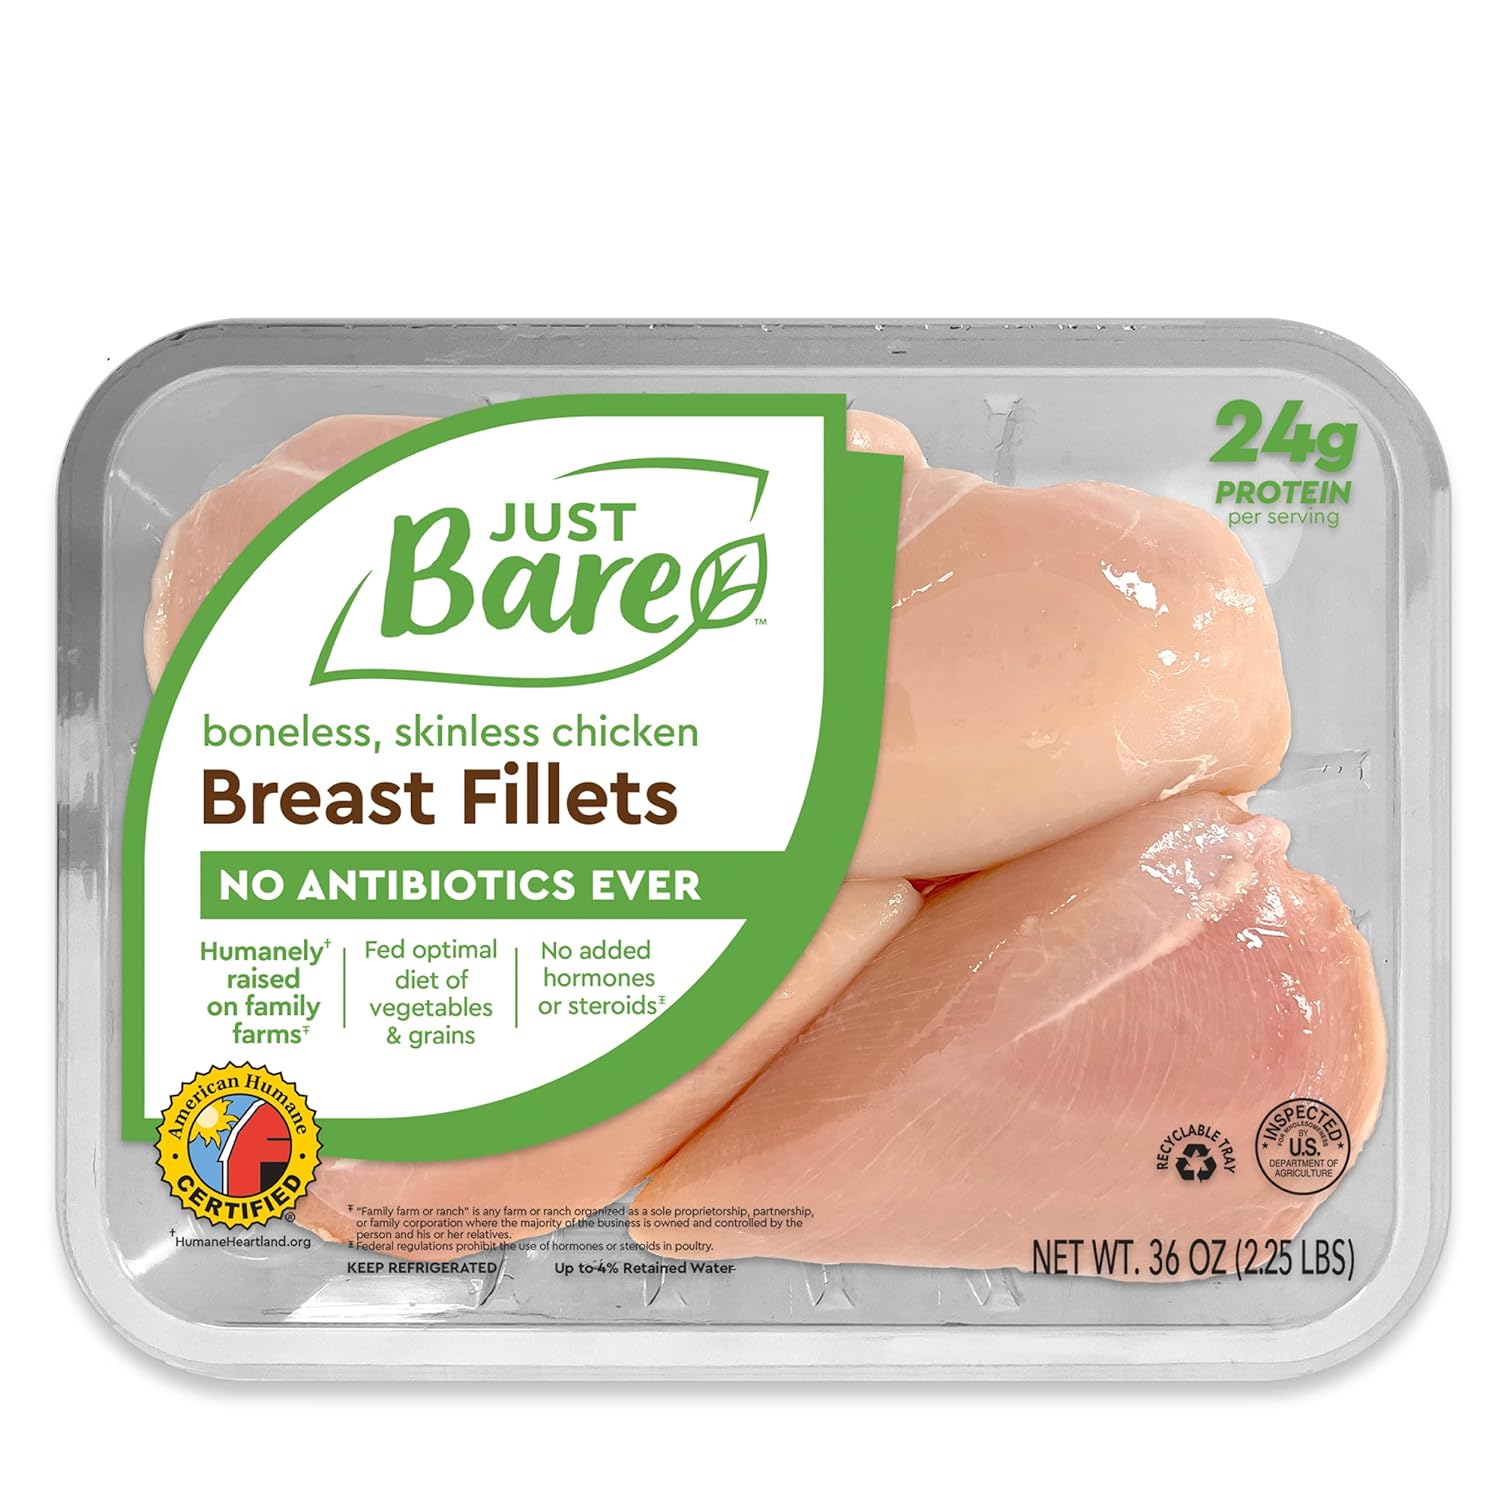 24g
PROTEIN
per serving
JUST
Bare™
boneless, skinless chicken
Breast Fillets
NO ANTIBIOTICS EVER
Humanely†
raised
on family
farms‡
Fed optimal
diet of
vegetables
& grains
No added
hormones
or steroids⹋
American Humane
CERTIFIED®
†HumaneHeartland.org
‡ "Family farm or ranch" is any farm or ranch organized as a sole proprietorship, partnership,
or family corporation where the majority of the business is owned and controlled by the
person and his or her relatives.
⹋ Federal regulations prohibit the use of hormones or steroids in poultry.
KEEP REFRIGERATED
Up to 4% Retained Water
RECYCLABLE TRAY
INSPECTED
FOR WHOLESOMENESS
BY
U.S.
DEPARTMENT OF
AGRICULTURE
NET WT. 36 OZ (2.25 LBS)